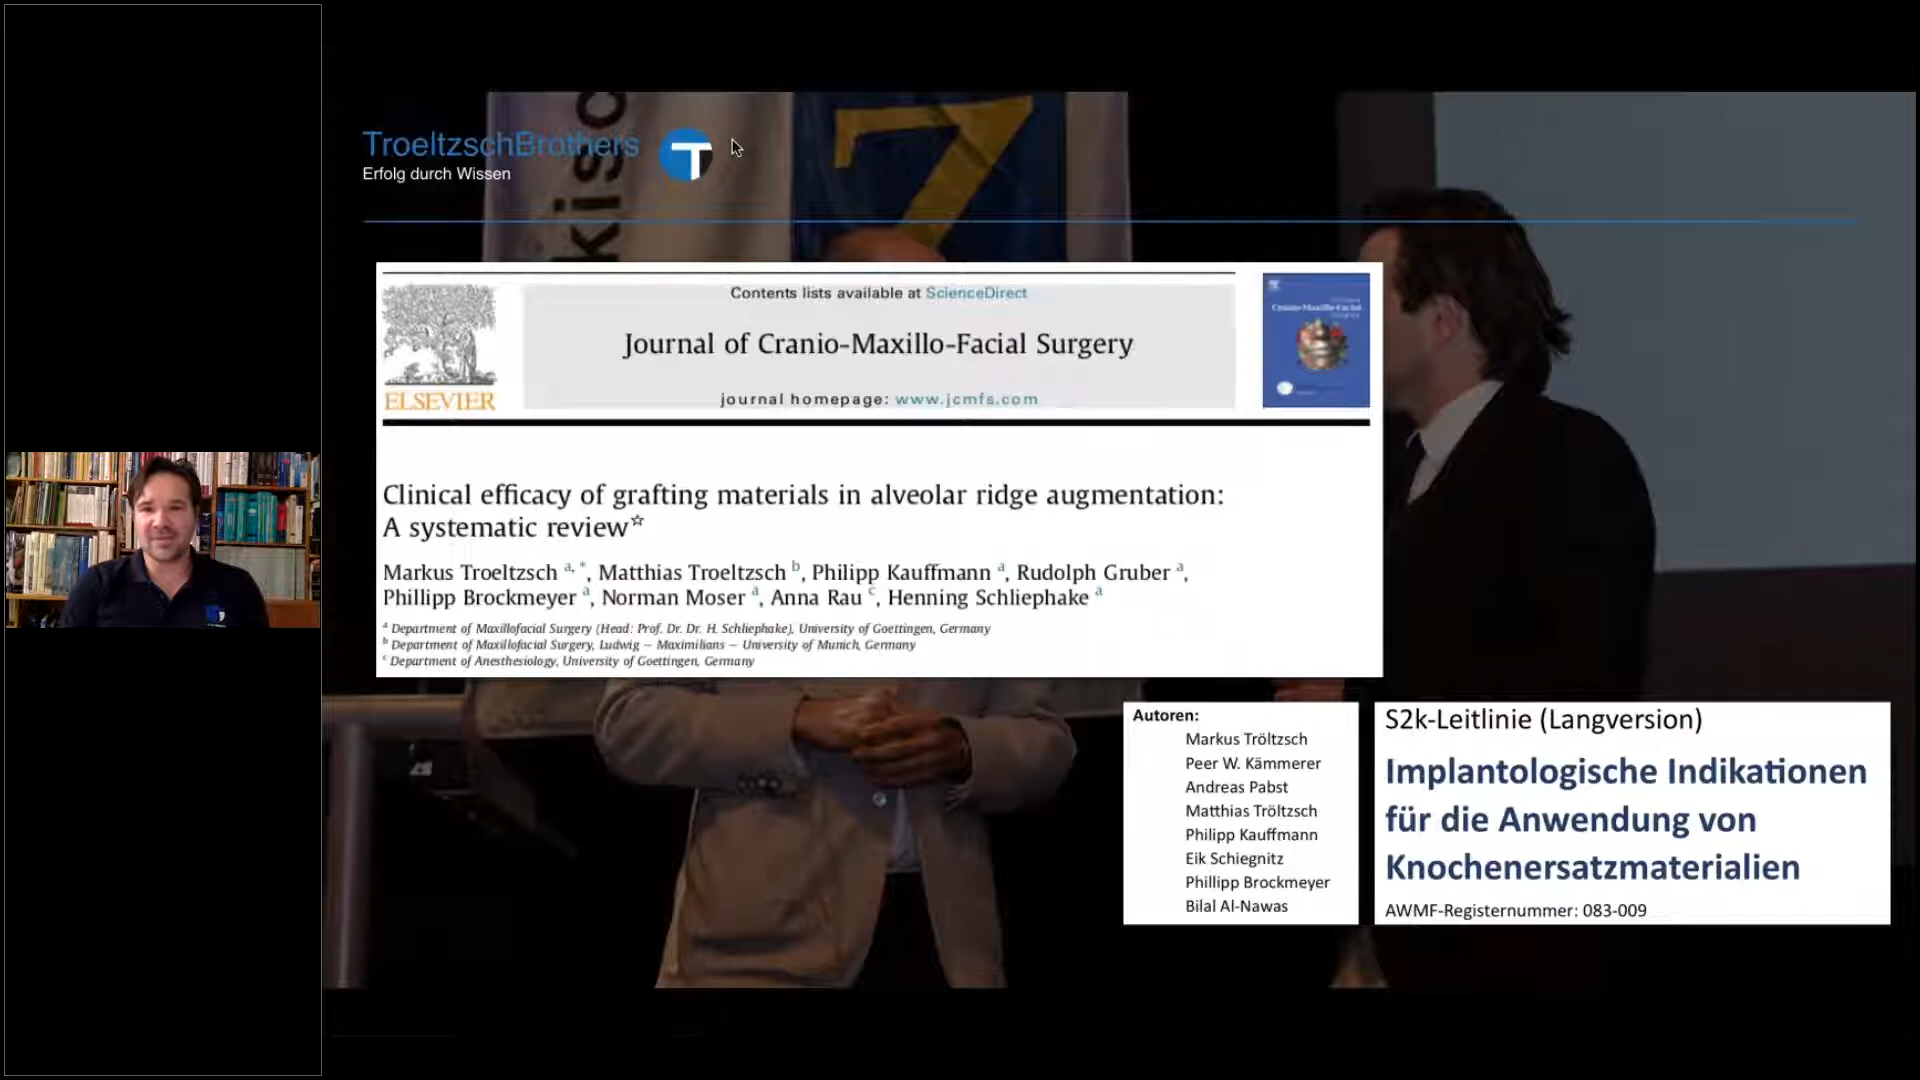 TroeltzschBrothers
Erfolg durch Wissen
T
kisc
7
Contents lists available at ScienceDirect
Journal of Cranio-Maxillo-Facial Surgery
journal homepage: www.jcmfs.com
ELSEVIER
Cranio-Maxillo-Facial
Clinical efficacy of grafting materials in alveolar ridge augmentation:
A systematic review☆
Markus Troeltzsch a, *, Matthias Troeltzsch b, Philipp Kauffmann a, Rudolph Gruber a,
Phillipp Brockmeyer a, Norman Moser a, Anna Rau c, Henning Schliephake a
a Department of Maxillofacial Surgery (Head: Prof. Dr. Dr. H. Schliephake), University of Goettingen, Germany
b Department of Maxillofacial Surgery, Ludwig – Maximilians – University of Munich, Germany
c Department of Anesthesiology, University of Goettingen, Germany
Autoren:
Markus Tröltzsch
Peer W. Kämmerer
Andreas Pabst
Matthias Tröltzsch
Philipp Kauffmann
Eik Schiegnitz
Phillipp Brockmeyer
Bilal Al-Nawas
S2k-Leitlinie (Langversion)
Implantologische Indikationen
für die Anwendung von
Knochenersatzmaterialien
AWMF-Registernummer: 083-009